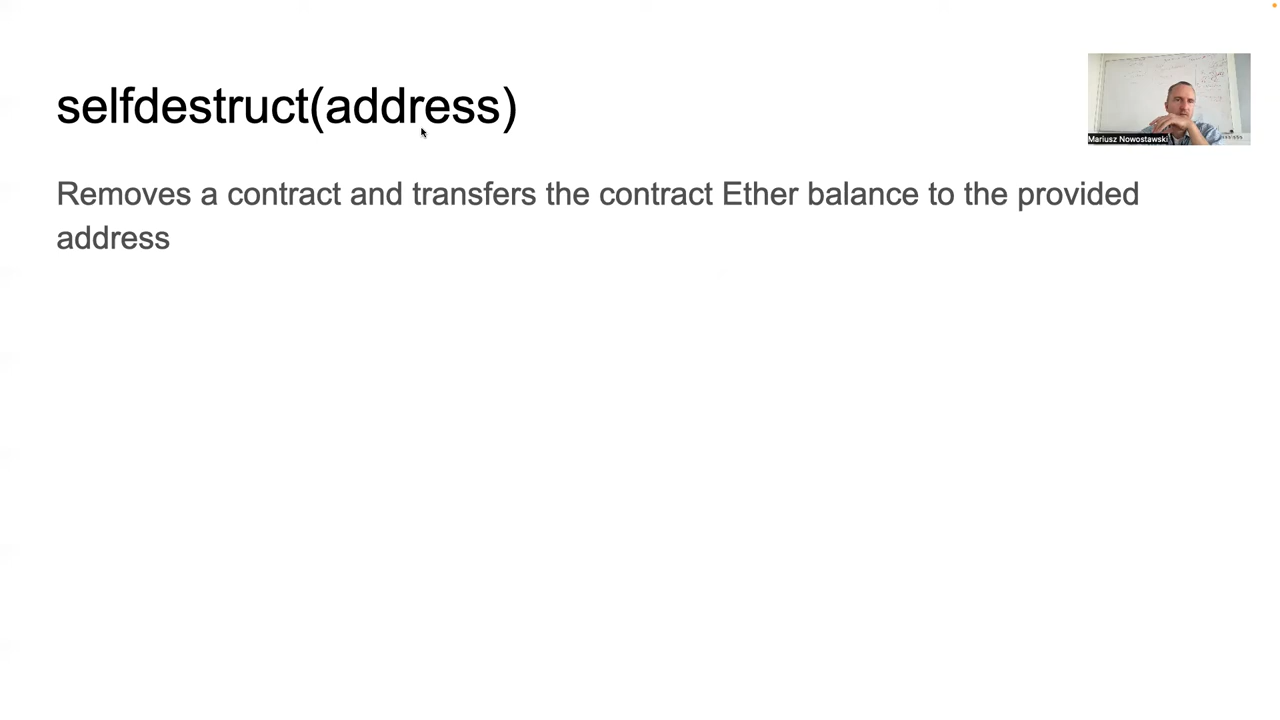 selfdestruct(address)
Removes a contract and transfers the contract Ether balance to the provided
address
Mariusz Nowostawski